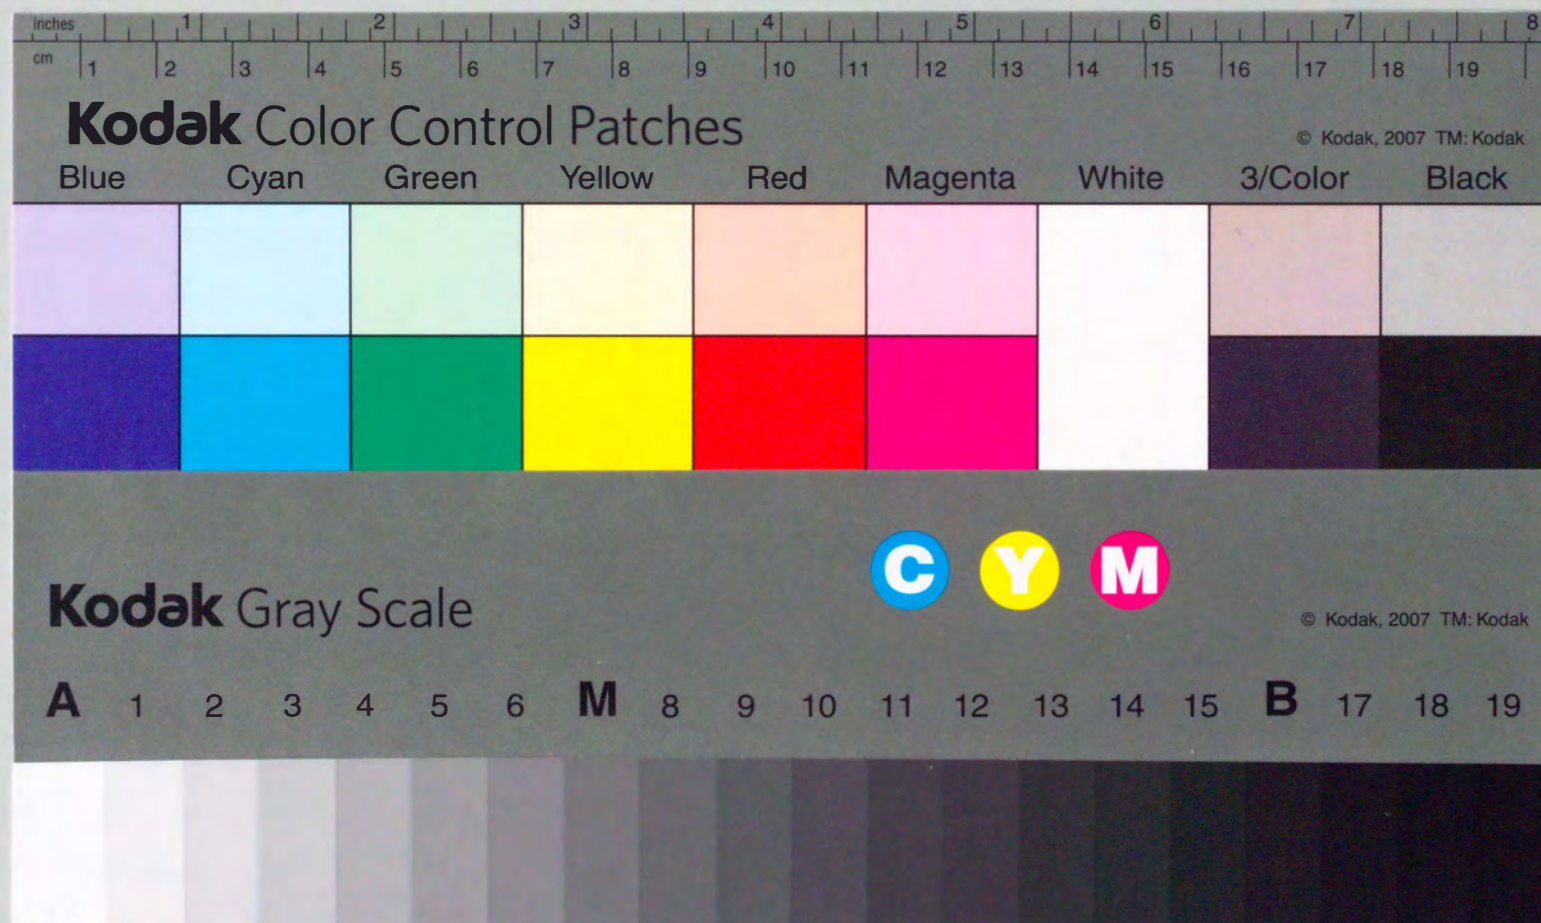 inches 1 2 3 4 5 6 7 8
cm 1 2 3 4 5 6 7 8 9 10 11 12 13 14 15 16 17 18 19
Kodak Color Control Patches
© Kodak, 2007 TM: Kodak
Blue Cyan Green Yellow Red Magenta White 3/Color Black
C Y M
Kodak Gray Scale
© Kodak, 2007 TM: Kodak
A 1 2 3 4 5 6 M 8 9 10 11 12 13 14 15 B 17 18 19